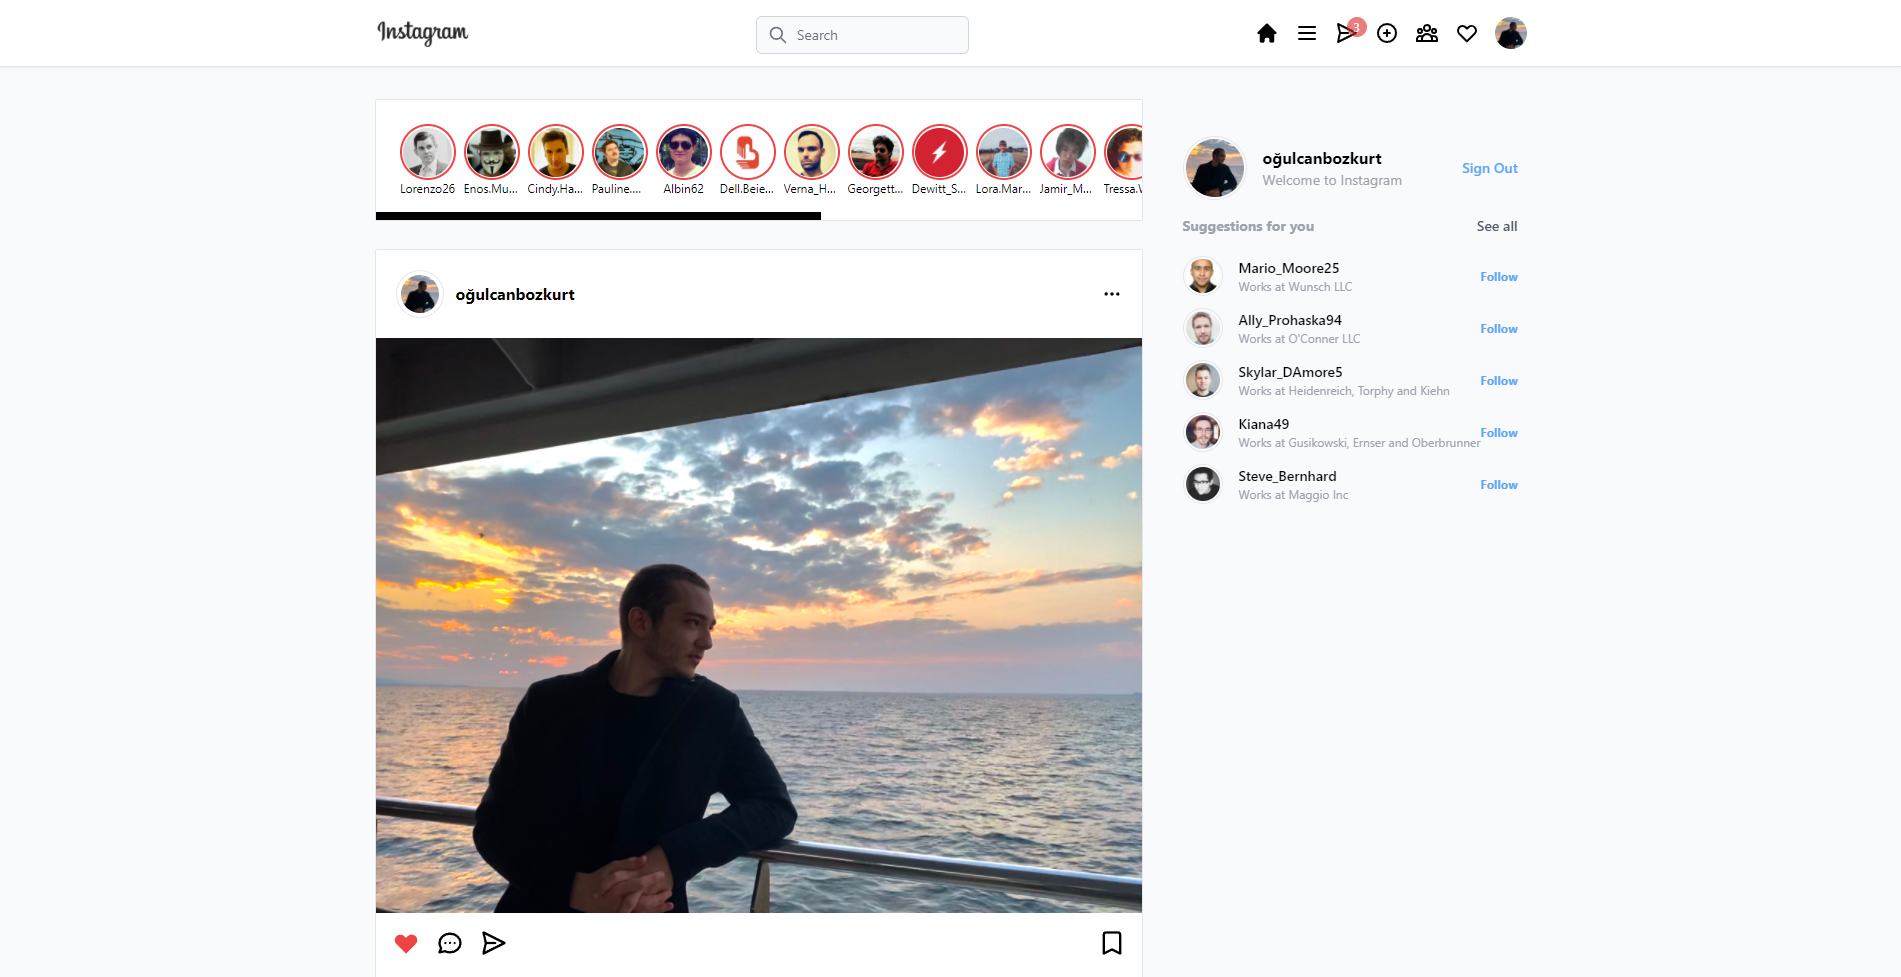 Instagram
Search
3
Lorenzo26 Enos.Mu... Cindy.Ha... Pauline.... Albin62 Dell.Beie... Verna_H... Georgett... Dewitt_S... Lora.Mar... Jamir_M... Tressa.V
oğulcanbozkurt
oğulcanbozkurt
Welcome to Instagram
Sign Out
Suggestions for you
See all
Mario_Moore25
Works at Wunsch LLC
Follow
Ally_Prohaska94
Works at O'Conner LLC
Follow
Skylar_DAmore5
Works at Heidenreich, Torphy and Kiehn
Follow
Kiana49
Works at Gusikowski, Ernser and Oberbrunner
Follow
Steve_Bernhard
Works at Maggio Inc
Follow